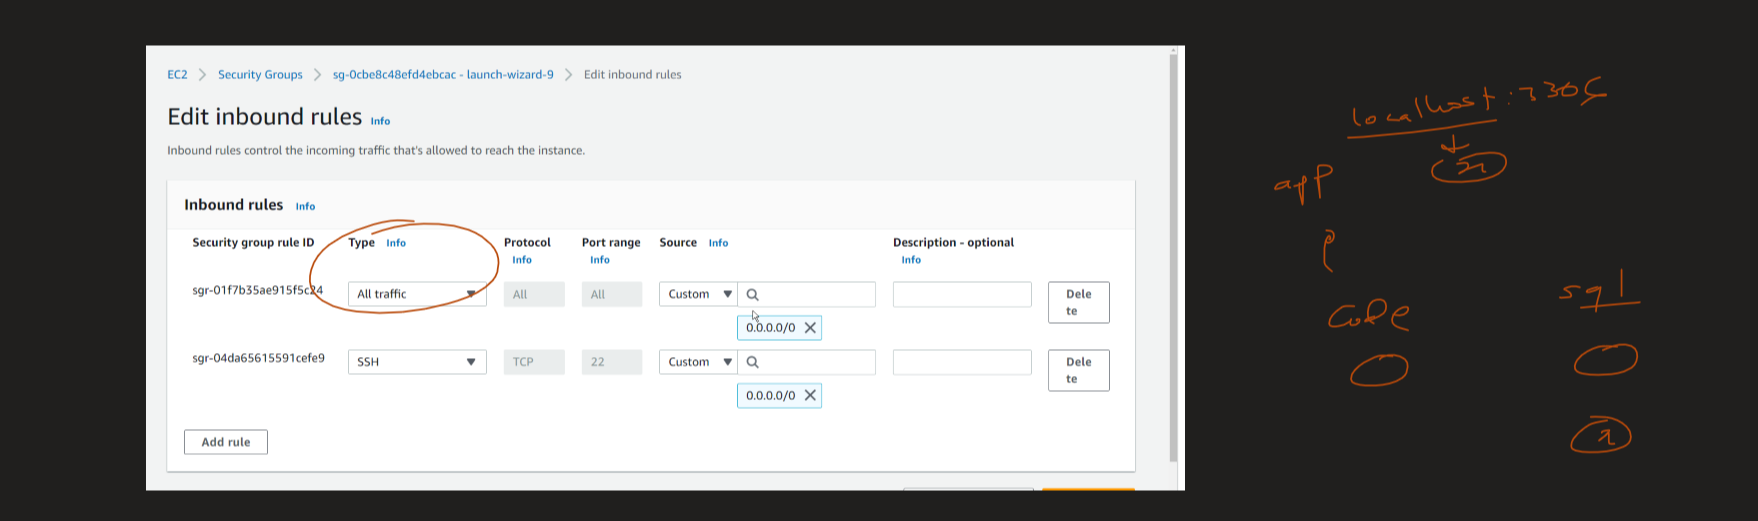 EC2 > Security Groups > sg-0cbe8c48efd4ebcac - launch-wizard-9 > Edit inbound rules
Edit inbound rules Info
Inbound rules control the incoming traffic that's allowed to reach the instance.
Inbound rules Info
Security group rule ID Type Info Protocol Info Port range Info Source Info Description - optional Info
sgr-01f7b35ae915f5c24 All traffic All All Custom Delete
0.0.0.0/0
sgr-04da65615591cefe9 SSH TCP 22 Custom Delete
0.0.0.0/0
Add rule
localhost:
app
code
sql